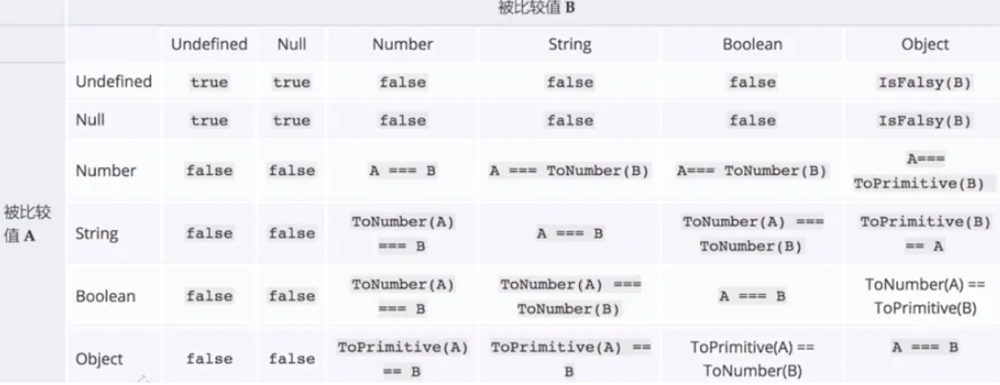 被比较值 B
Undefined Null Number String Boolean Object
Undefined true true false false false IsFalsy(B)
Null true true false false false IsFalsy(B)
Number false false A === B A === ToNumber(B) A=== ToNumber(B) A===
ToPrimitive(B)
被比较
值 A
String false false ToNumber(A)
=== B A === B ToNumber(A) ===
ToNumber(B) ToPrimitive(B)
== A
Boolean false false ToNumber(A)
=== B ToNumber(A) ===
ToNumber(B) A === B ToNumber(A) ==
ToPrimitive(B)
Object false false ToPrimitive(A)
== B ToPrimitive(A) ==
B ToPrimitive(A) ==
ToNumber(B) A === B